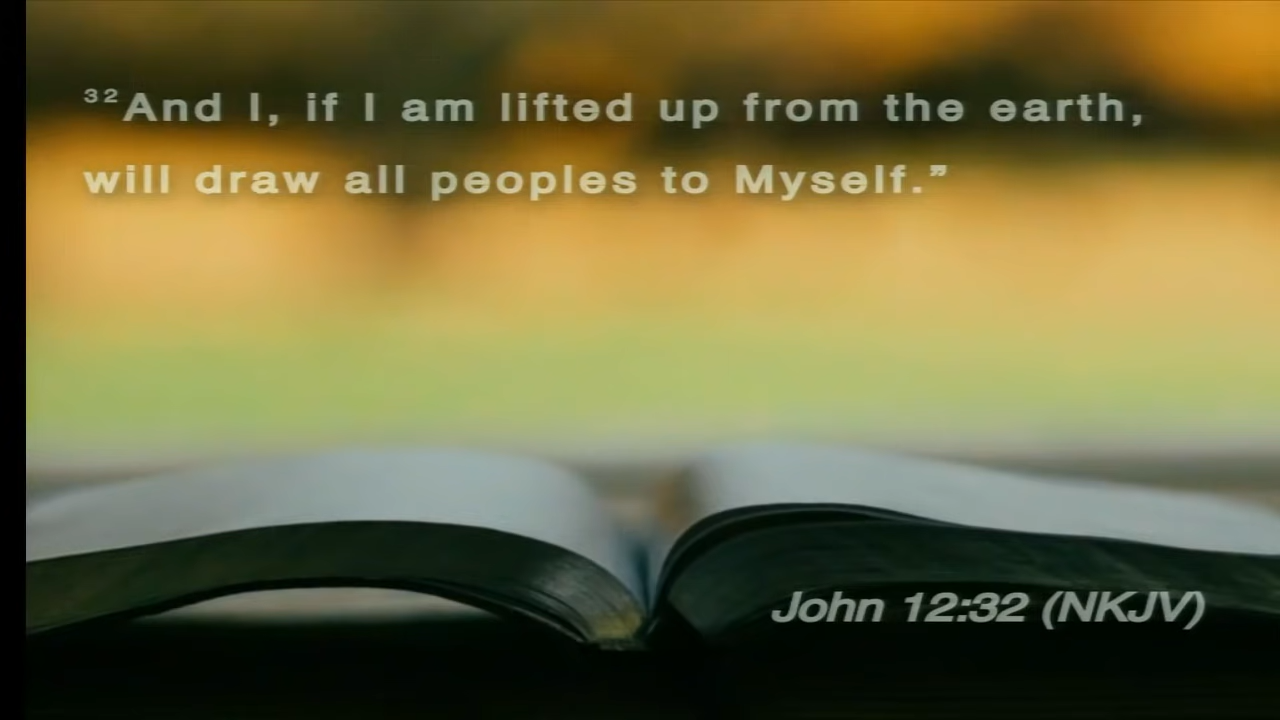 ³²And I, if I am lifted up from the earth,
will draw all peoples to Myself.”
John 12:32 (NKJV)